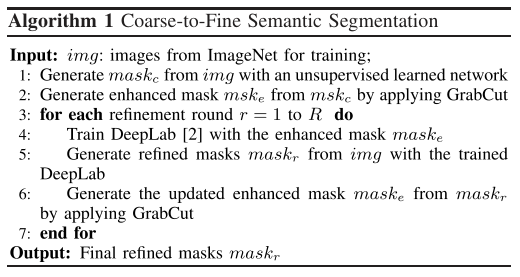 Algorithm 1 Coarse-to-Fine Semantic Segmentation
Input: img: images from ImageNet for training;
1: Generate mask_c from img with an unsupervised learned network
2: Generate enhanced mask msk_e from msk_c by applying GrabCut
3: for each refinement round r = 1 to R do
4: Train DeepLab [2] with the enhanced mask mask_e
5: Generate refined masks mask_r from img with the trained
DeepLab
6: Generate the updated enhanced mask mask_e from mask_r
by applying GrabCut
7: end for
Output: Final refined masks mask_r